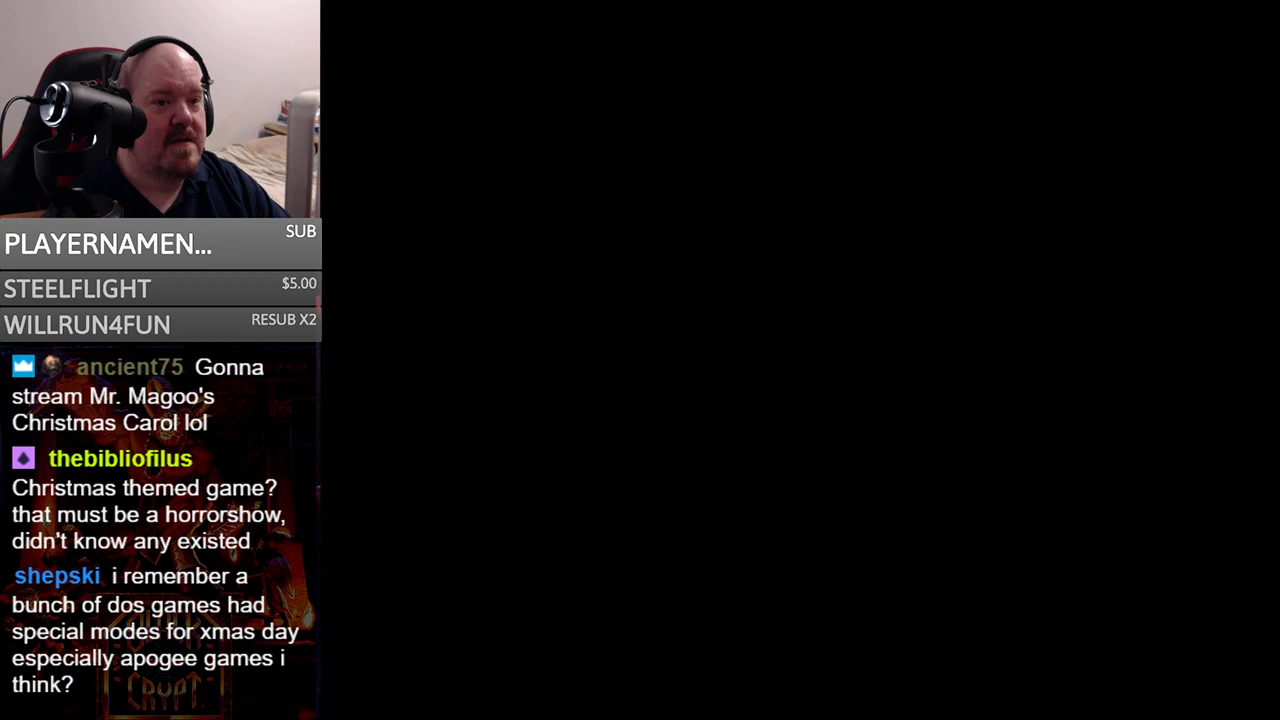 PLAYERNAMEN...
SUB
STEELFLIGHT
$5.00
WILLRUN4FUN
RESUB X2
ancient75 Gonna
stream Mr. Magoo's
Christmas Carol lol
thebibliofilus
Christmas themed game?
that must be a horrorshow,
didn't know any existed
shepski i remember a
bunch of dos games had
special modes for xmas day
especially apogee games i
think?
CRYPT